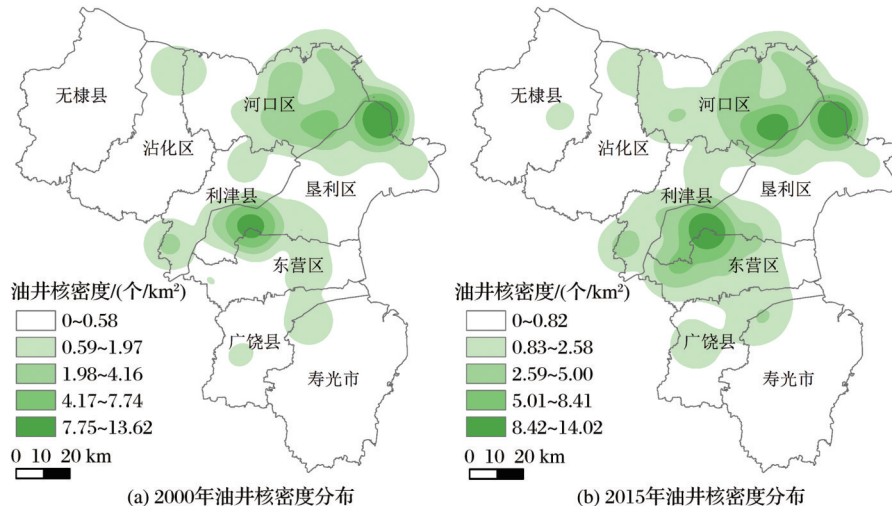 无棣县
沾化区
河口区
利津县
垦利区
东营区
广饶县
寿光市
油井核密度/(个/km²)
0~0.58
0.59~1.97
1.98~4.16
4.17~7.74
7.75~13.62
0 10 20 km
(a) 2000年油井核密度分布
无棣县
沾化区
河口区
利津县
垦利区
东营区
广饶县
寿光市
油井核密度/(个/km²)
0~0.82
0.83~2.58
2.59~5.00
5.01~8.41
8.42~14.02
0 10 20 km
(b) 2015年油井核密度分布